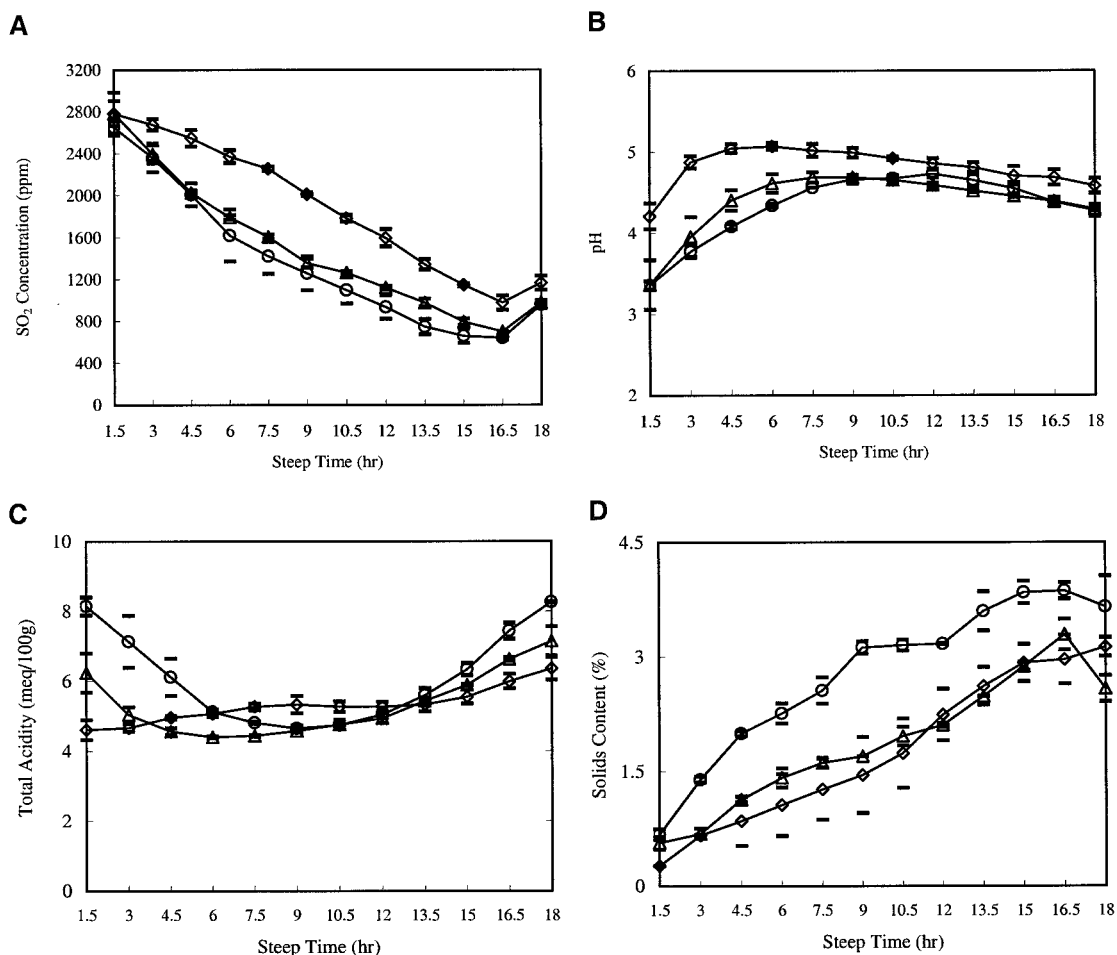 A
SO2 Concentration (ppm)
3200
2800
2400
2000
1600
1200
800
400
0
1.5 3 4.5 6 7.5 9 10.5 12 13.5 15 16.5 18
Steep Time (hr)
B
pH
6
5
4
3
2
1.5 3 4.5 6 7.5 9 10.5 12 13.5 15 16.5 18
Steep Time (hr)
C
Total Acidity (meq/100g)
10
8
6
4
2
0
1.5 3 4.5 6 7.5 9 10.5 12 13.5 15 16.5 18
Steep Time (hr)
D
Solids Content (%)
4.5
3
1.5
0
1.5 3 4.5 6 7.5 9 10.5 12 13.5 15 16.5 18
Steep Time (hr)